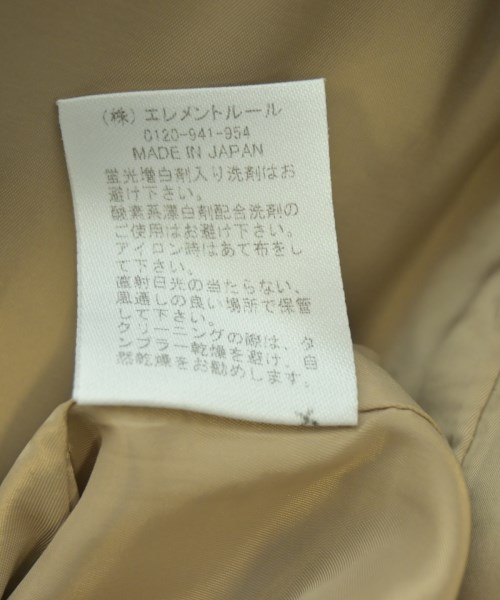 (株)エレメントルール
0120-941-954
MADE IN JAPAN
蛍光増白剤入り洗剤はお
避け下さい。
酸素系漂白剤配合洗剤の
ご使用はお避け下さい。
アイロン時はあて布をし
て下さい。
直射日光の当たらない、
風通しの良い場所で保管
して下さい。
クリーニングの際は、タ
ンブラー乾燥を避け、自
然乾燥をお勧めします。